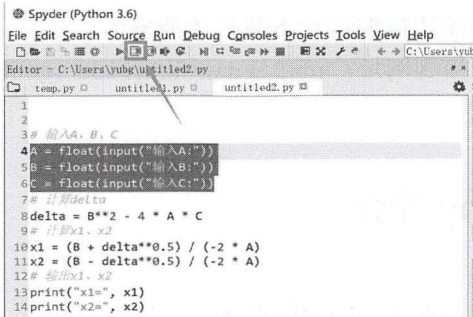 Spyder (Python 3.6)
File Edit Search Source Run Debug Consoles Projects Tools View Help
C:\Users\yub
Editor - C:\Users\yubg\untitled2.py
temp.py untitled1.py untitled2.py
1
2
3 # 输入A、B、C
4 A = float(input("输入A:"))
5 B = float(input("输入B:"))
6 C = float(input("输入C:"))
7 # 计算delta
8 delta = B**2 - 4 * A * C
9 # 计算x1、x2
10 x1 = (B + delta**0.5) / (-2 * A)
11 x2 = (B - delta**0.5) / (-2 * A)
12 # 输出x1、x2
13 print("x1=", x1)
14 print("x2=", x2)